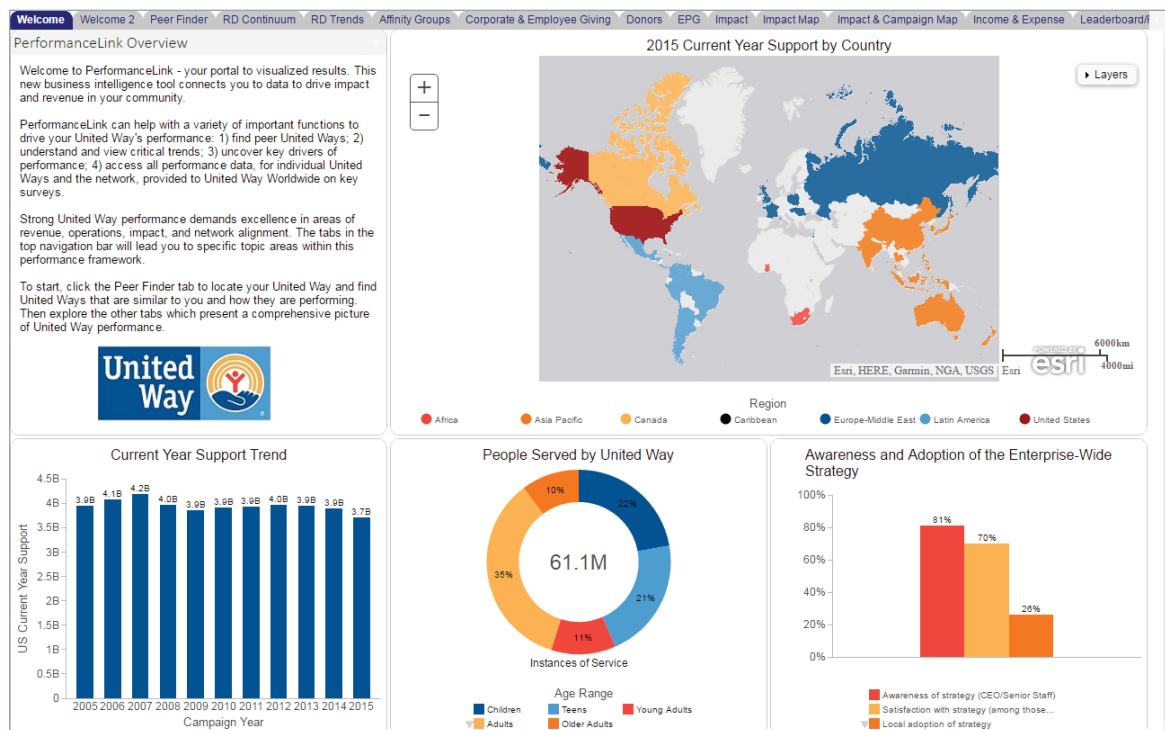 Welcome
Welcome 2
Peer Finder
RD Continuum
RD Trends
Affinity Groups
Corporate & Employee Giving
Donors
EPG
Impact
Impact Map
Impact & Campaign Map
Income & Expense
Leaderboard/
PerformanceLink Overview
Welcome to PerformanceLink - your portal to visualized results. This
new business intelligence tool connects you to data to drive impact
and revenue in your community.
PerformanceLink can help with a variety of important functions to
drive your United Way's performance: 1) find peer United Ways; 2)
understand and view critical trends; 3) uncover key drivers of
performance; 4) access all performance data, for individual United
Ways and the network, provided to United Way Worldwide on key
surveys.
Strong United Way performance demands excellence in areas of
revenue, operations, impact, and network alignment. The tabs in the
top navigation bar will lead you to specific topic areas within this
performance framework.
To start, click the Peer Finder tab to locate your United Way and find
United Ways that are similar to you and how they are performing.
Then explore the other tabs which present a comprehensive picture
of United Way performance.
United
Way
2015 Current Year Support by Country
+
−
Layers
Esri, HERE, Garmin, NGA, USGS | Esri
POWERED BY
esri
6000km
4000mi
Region
Africa
Asia Pacific
Canada
Caribbean
Europe-Middle East
Latin America
United States
Current Year Support Trend
US Current Year Support
4.5B
4B
3.5B
3B
2.5B
2B
1.5B
1B
0.5B
0
3.9B
4.1B
4.2B
4.0B
3.9B
3.9B
3.9B
4.0B
3.9B
3.9B
3.7B
2005 2006 2007 2008 2009 2010 2011 2012 2013 2014 2015
Campaign Year
People Served by United Way
10%
22%
35%
61.1M
21%
11%
Instances of Service
Age Range
Children
Teens
Young Adults
Adults
Older Adults
Awareness and Adoption of the Enterprise-Wide
Strategy
100%
80%
60%
40%
20%
0%
81%
70%
26%
Awareness of strategy (CEO/Senior Staff)
Satisfaction with strategy (among those...
Local adoption of strategy